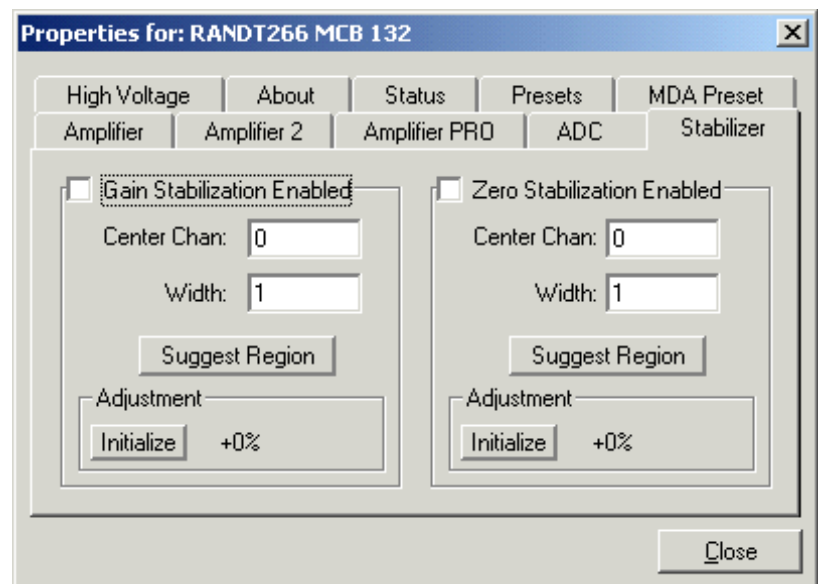 Properties for: RANDT266 MCB 132
High Voltage About Status Presets MDA Preset
Amplifier Amplifier 2 Amplifier PRO ADC Stabilizer
Gain Stabilization Enabled Zero Stabilization Enabled
Center Chan: 0 Center Chan: 0
Width: 1 Width: 1
Suggest Region Suggest Region
Adjustment Adjustment
Initialize +0% Initialize +0%
Close